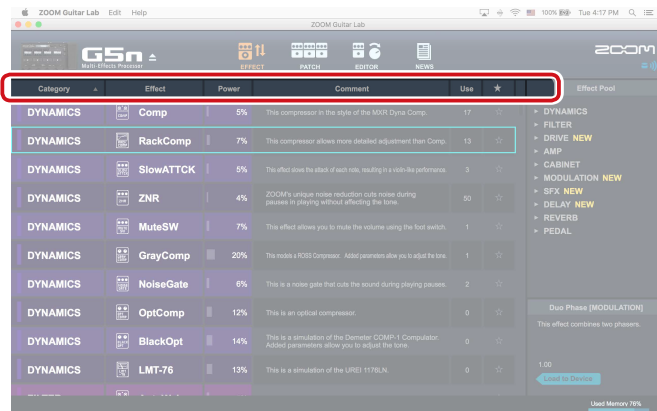 ZOOM Guitar Lab Edit Help 100% Tue 4:17 PM
ZOOM Guitar Lab
G5n
Multi-Effects Processor
EFFECT PATCH EDITOR NEWS
ZOOM
Category Effect Power Comment Use ★ Effect Pool
DYNAMICS Comp 5% This compressor in the style of the MXR Dyna Comp. 17 ☆
DYNAMICS RackComp 7% This compressor allows more detailed adjustment than Comp. 13 ☆
DYNAMICS SlowATTCK 5% This effect slows the attack of each note, resulting in a violin-like performance. 3 ☆
DYNAMICS ZNR 4% ZOOM's unique noise reduction cuts noise during
pauses in playing without affecting the tone. 50 ☆
DYNAMICS MuteSW 7% This effect allows you to mute the volume using the foot switch. 1 ☆
DYNAMICS GrayComp 20% This models a ROSS Compressor. Added parameters allow you to adjust the tone. 1 ☆
DYNAMICS NoiseGate 6% This is a noise gate that cuts the sound during playing pauses. 2 ☆
DYNAMICS OptComp 12% This is an optical compressor. 0 ☆
DYNAMICS BlackOpt 14% This is a simulation of the Demeter COMP-1 Compulator.
Added parameters allow you to adjust the tone. 0 ☆
DYNAMICS LMT-76 13% This is a simulation of the UREI 1176LN. 0 ☆
DYNAMICS
FILTER
DRIVE NEW
AMP
CABINET
MODULATION NEW
SFX NEW
DELAY NEW
REVERB
PEDAL
Duo Phase [MODULATION]
This effect combines two phasers.
1.00
Load to Device
Used Memory 76%